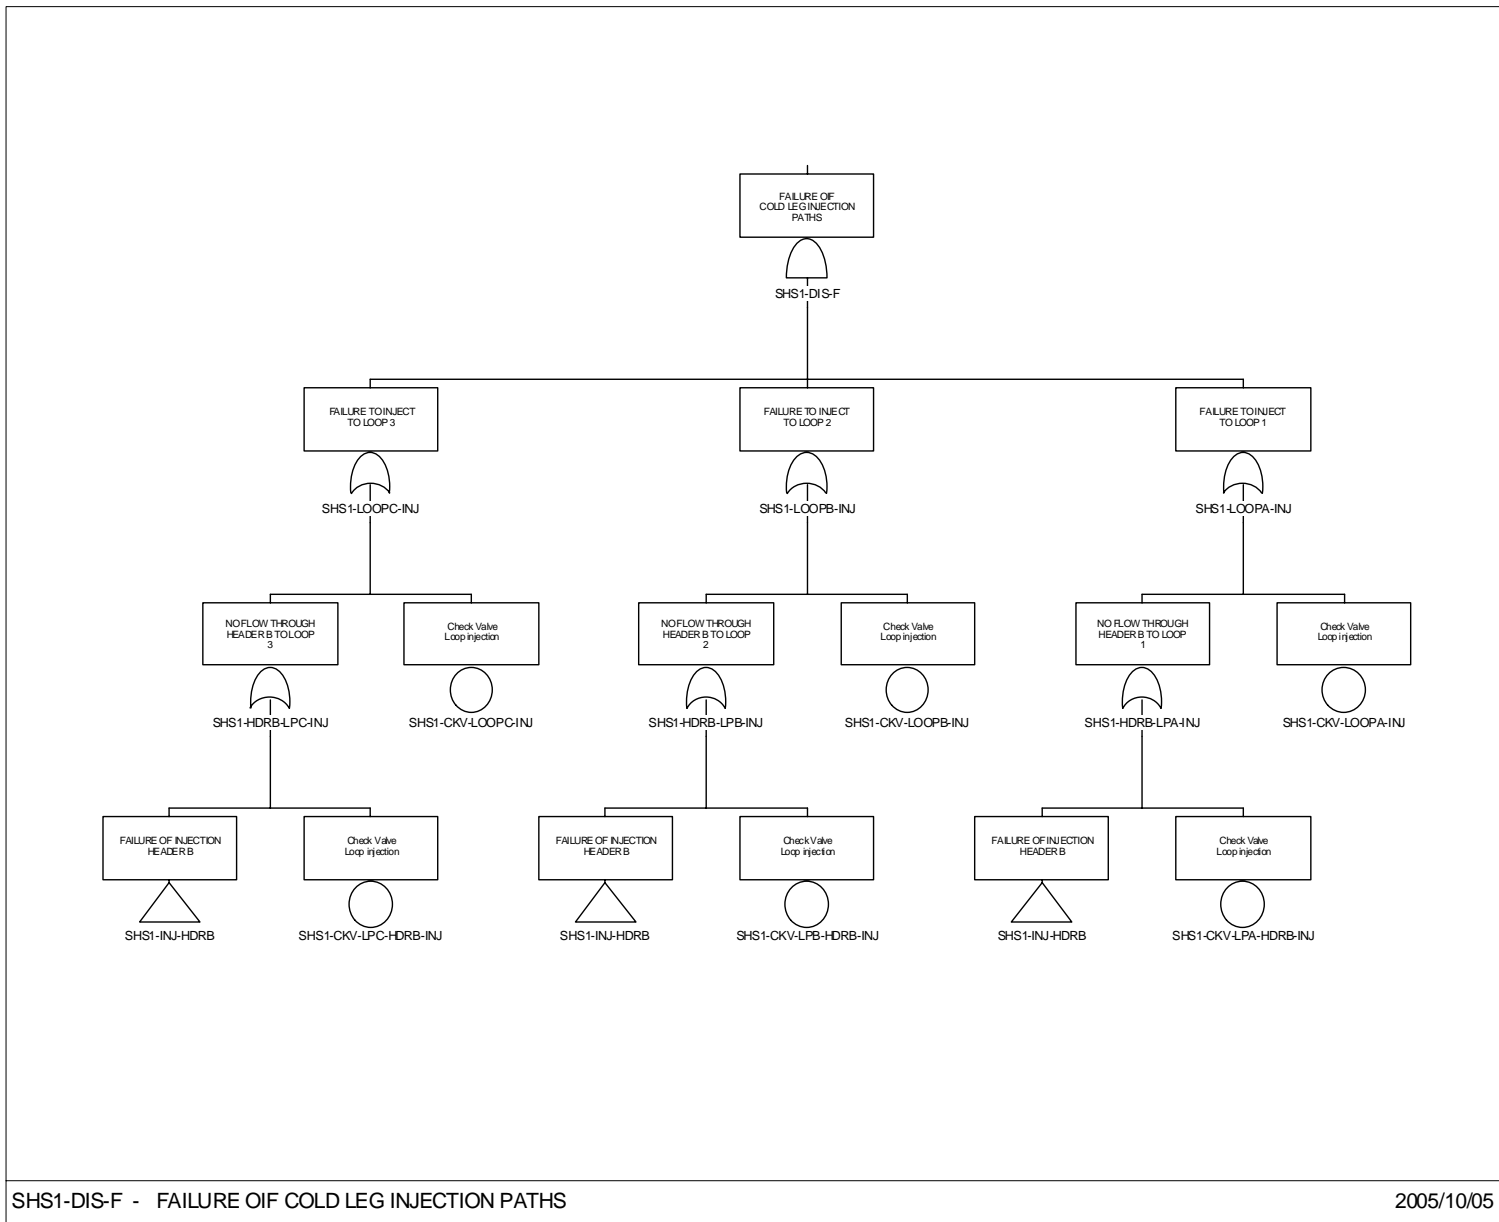 FAILURE OIF
COLD LEG INJECTION
PATHS
SHS1-DIS-F
FAILURE TO INJECT
TO LOOP 3
FAILURE TO INJECT
TO LOOP 2
FAILURE TO INJECT
TO LOOP 1
SHS1-LOOPC-INJ
SHS1-LOOPB-INJ
SHS1-LOOPA-INJ
NO FLOW THROUGH
HEADER B TO LOOP
3
Check Valve
Loop injection
NO FLOW THROUGH
HEADER B TO LOOP
2
Check Valve
Loop injection
NO FLOW THROUGH
HEADER B TO LOOP
1
Check Valve
Loop injection
SHS1-HDRB-LPC-INJ
SHS1-CKV-LOOPC-INJ
SHS1-HDRB-LPB-INJ
SHS1-CKV-LOOPB-INJ
SHS1-HDRB-LPA-INJ
SHS1-CKV-LOOPA-INJ
FAILURE OF INJECTION
HEADER B
Check Valve
Loop injection
FAILURE OF INJECTION
HEADER B
Check Valve
Loop injection
FAILURE OF INJECTION
HEADER B
Check Valve
Loop injection
SHS1-INJ-HDRB
SHS1-CKV-LPC-HDRB-INJ
SHS1-INJ-HDRB
SHS1-CKV-LPB-HDRB-INJ
SHS1-INJ-HDRB
SHS1-CKV-LPA-HDRB-INJ
SHS1-DIS-F - FAILURE OIF COLD LEG INJECTION PATHS
2005/10/05